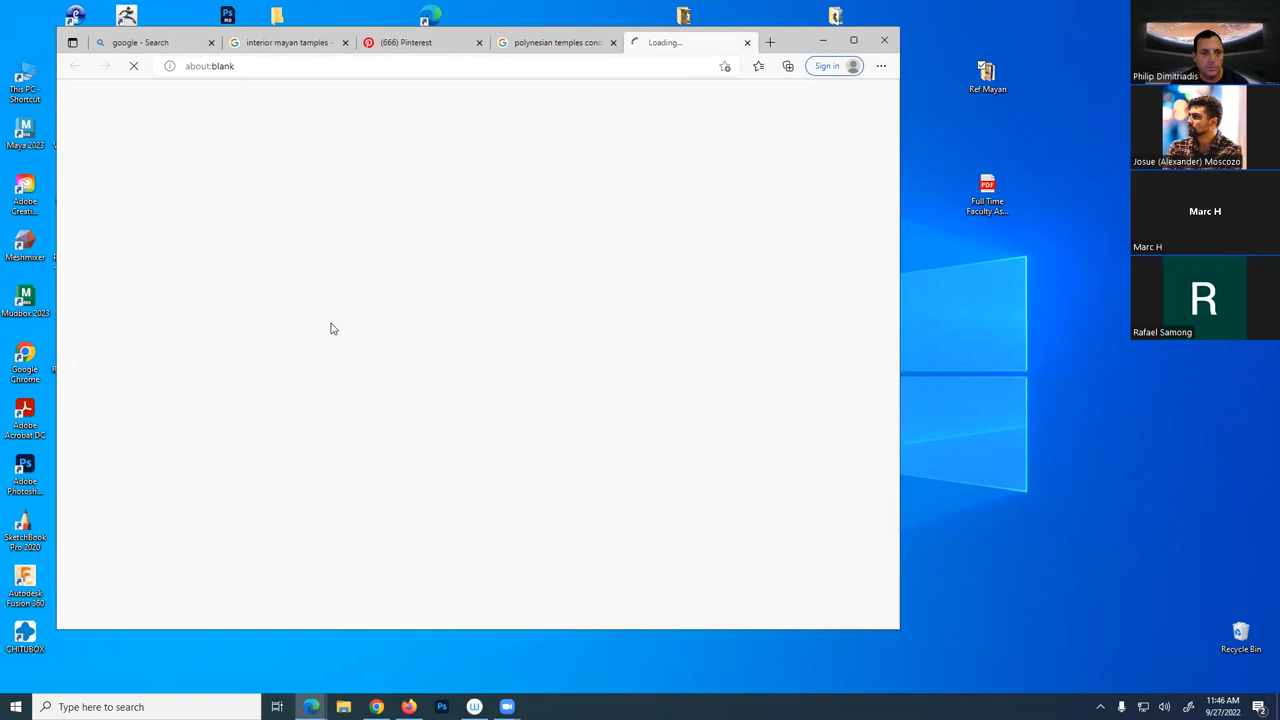 google - Search
interior mayan tamples -
(666) Pinterest
polynesian temples conc
Loading...
about:blank
Sign in
This PC -
Shortcut
Maya 2023
Adobe
Creati...
Meshmixer
Mudbox 2023
Google
Chrome
Adobe
Acrobat DC
Adobe
Photosh...
SketchBook
Pro 2020
Autodesk
Fusion 360
CHITUBOX
Ref Mayan
PDF
Full Time
Faculty As...
Recycle Bin
Philip Dimitriadis
Josue (Alexander) Moscozo
Marc H
Marc H
R
Rafael Samong
Type here to search
11:46 AM
9/27/2022
2